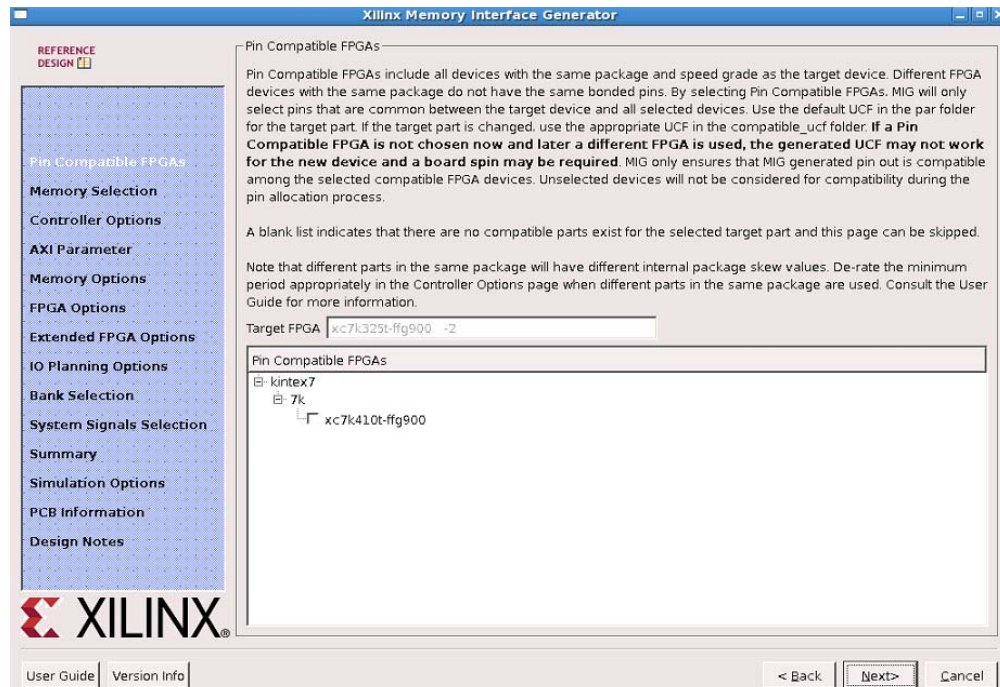 Xilinx Memory Interface Generator
REFERENCE
DESIGN
Pin Compatible FPGAs
Memory Selection
Controller Options
AXI Parameter
Memory Options
FPGA Options
Extended FPGA Options
IO Planning Options
Bank Selection
System Signals Selection
Summary
Simulation Options
PCB Information
Design Notes
XILINX®
Pin Compatible FPGAs
Pin Compatible FPGAs include all devices with the same package and speed grade as the target device. Different FPGA
devices with the same package do not have the same bonded pins. By selecting Pin Compatible FPGAs. MIG will only
select pins that are common between the target device and all selected devices. Use the default UCF in the par folder
for the target part. If the target part is changed. use the appropriate UCF in the compatible_ucf folder. If a Pin
Compatible FPGA is not chosen now and later a different FPGA is used, the generated UCF may not work
for the new device and a board spin may be required. MIG only ensures that MIG generated pin out is compatible
among the selected compatible FPGA devices. Unselected devices will not be considered for compatibility during the
pin allocation process.
A blank list indicates that there are no compatible parts exist for the selected target part and this page can be skipped.
Note that different parts in the same package will have different internal package skew values. De-rate the minimum
period appropriately in the Controller Options page when different parts in the same package are used. Consult the User
Guide for more information.
Target FPGA xc7k325t-ffg900 -2
Pin Compatible FPGAs
kintex7
7k
xc7k410t-ffg900
User Guide Version Info < Back Next> Cancel